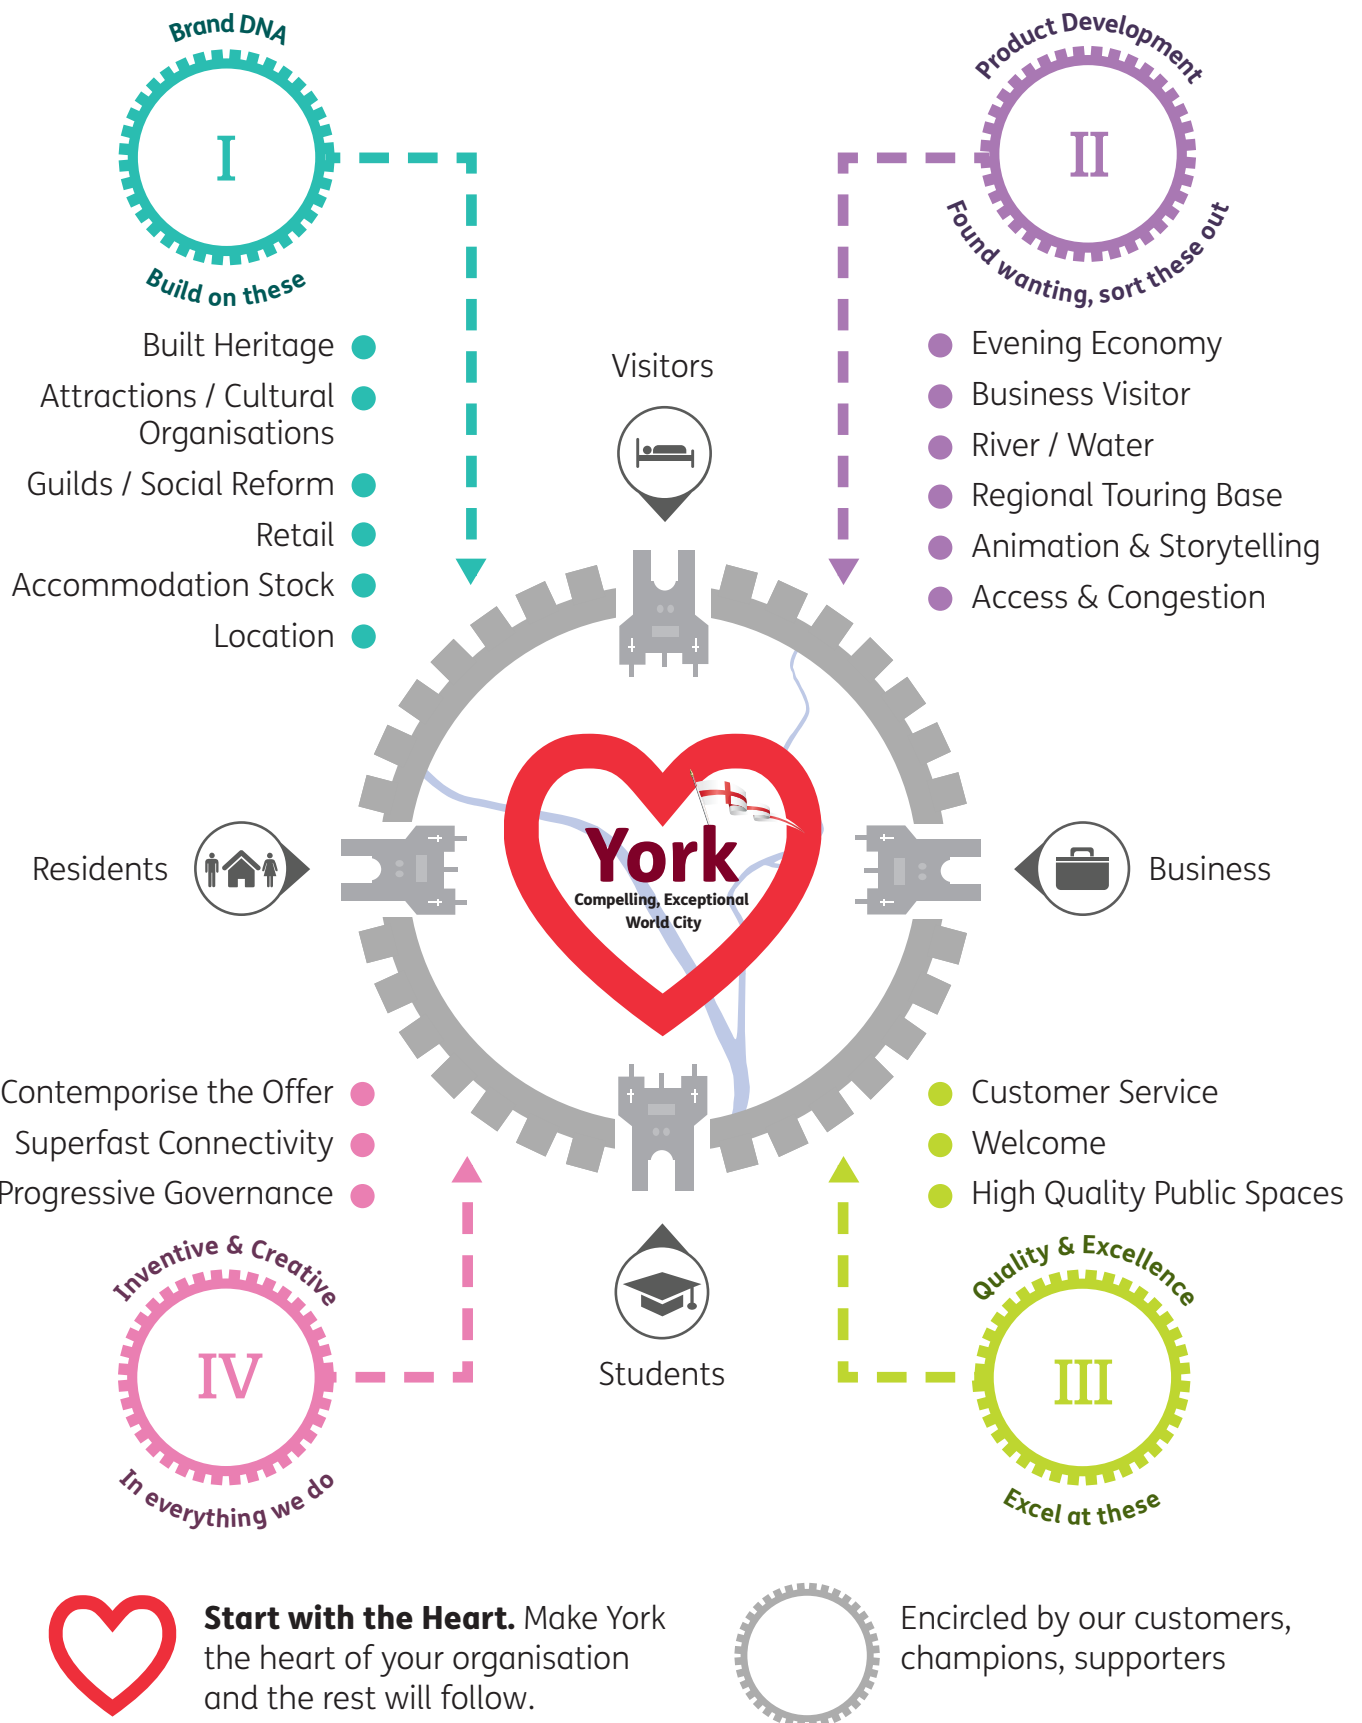 Brand DNA
I
Build on these
Built Heritage
Attractions / Cultural
Organisations
Guilds / Social Reform
Retail
Accommodation Stock
Location
Product Development
II
Found wanting, sort these out
Evening Economy
Business Visitor
River / Water
Regional Touring Base
Animation & Storytelling
Access & Congestion
Visitors
Residents
York
Compelling, Exceptional
World City
Business
Students
Contemporise the Offer
Superfast Connectivity
Progressive Governance
Inventive & Creative
IV
In everything we do
Customer Service
Welcome
High Quality Public Spaces
Quality & Excellence
III
Excel at these
Start with the Heart. Make York
the heart of your organisation
and the rest will follow.
Encircled by our customers,
champions, supporters